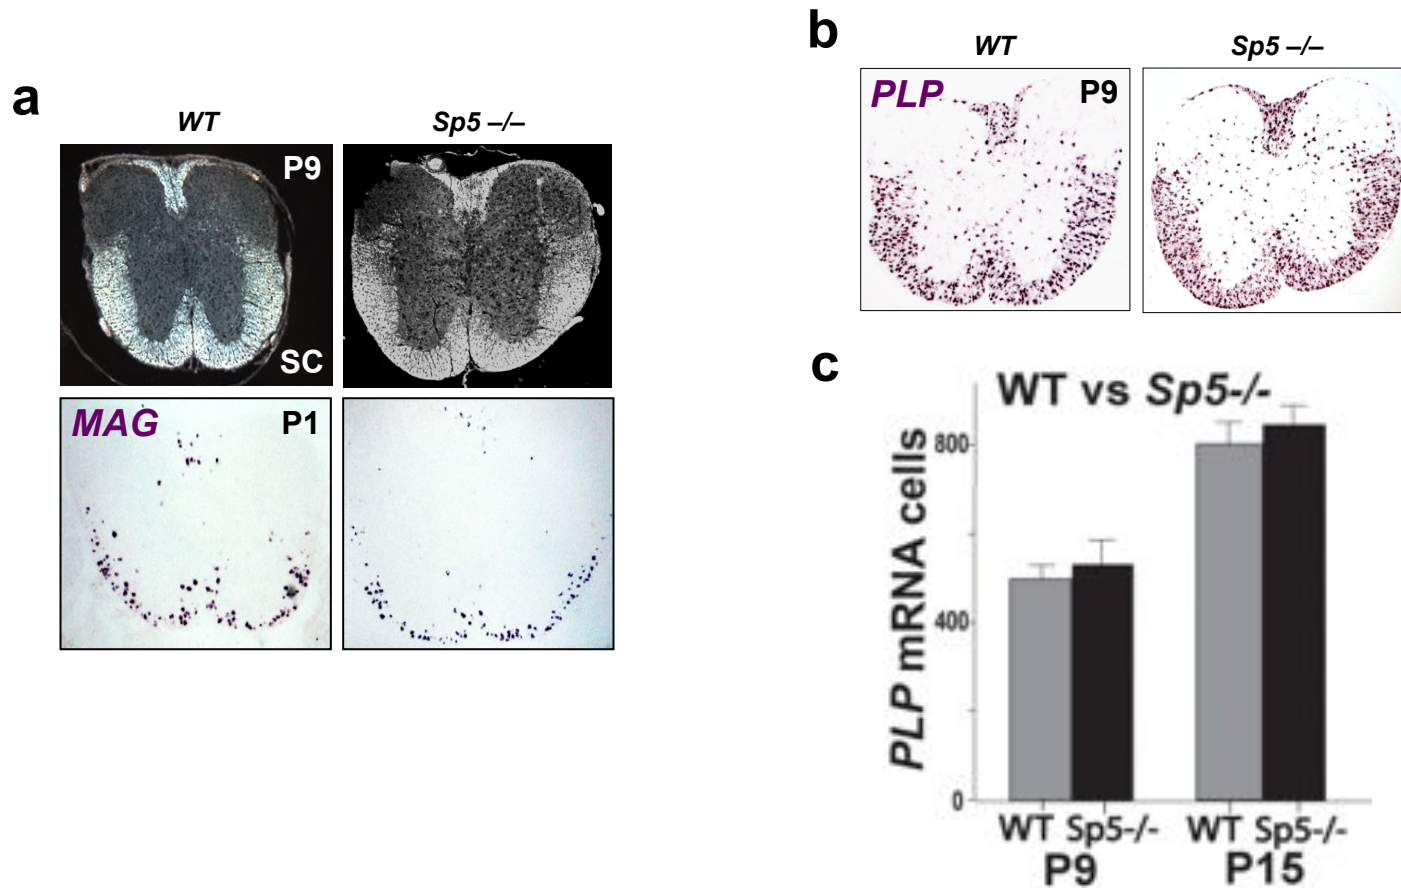 a
WT
Sp5 –/–
P9
SC
MAG
P1
b
WT
Sp5 –/–
PLP
P9
c
WT vs Sp5-/-
PLP mRNA cells
800
400
0
WT Sp5-/- WT Sp5-/-
P9 P15